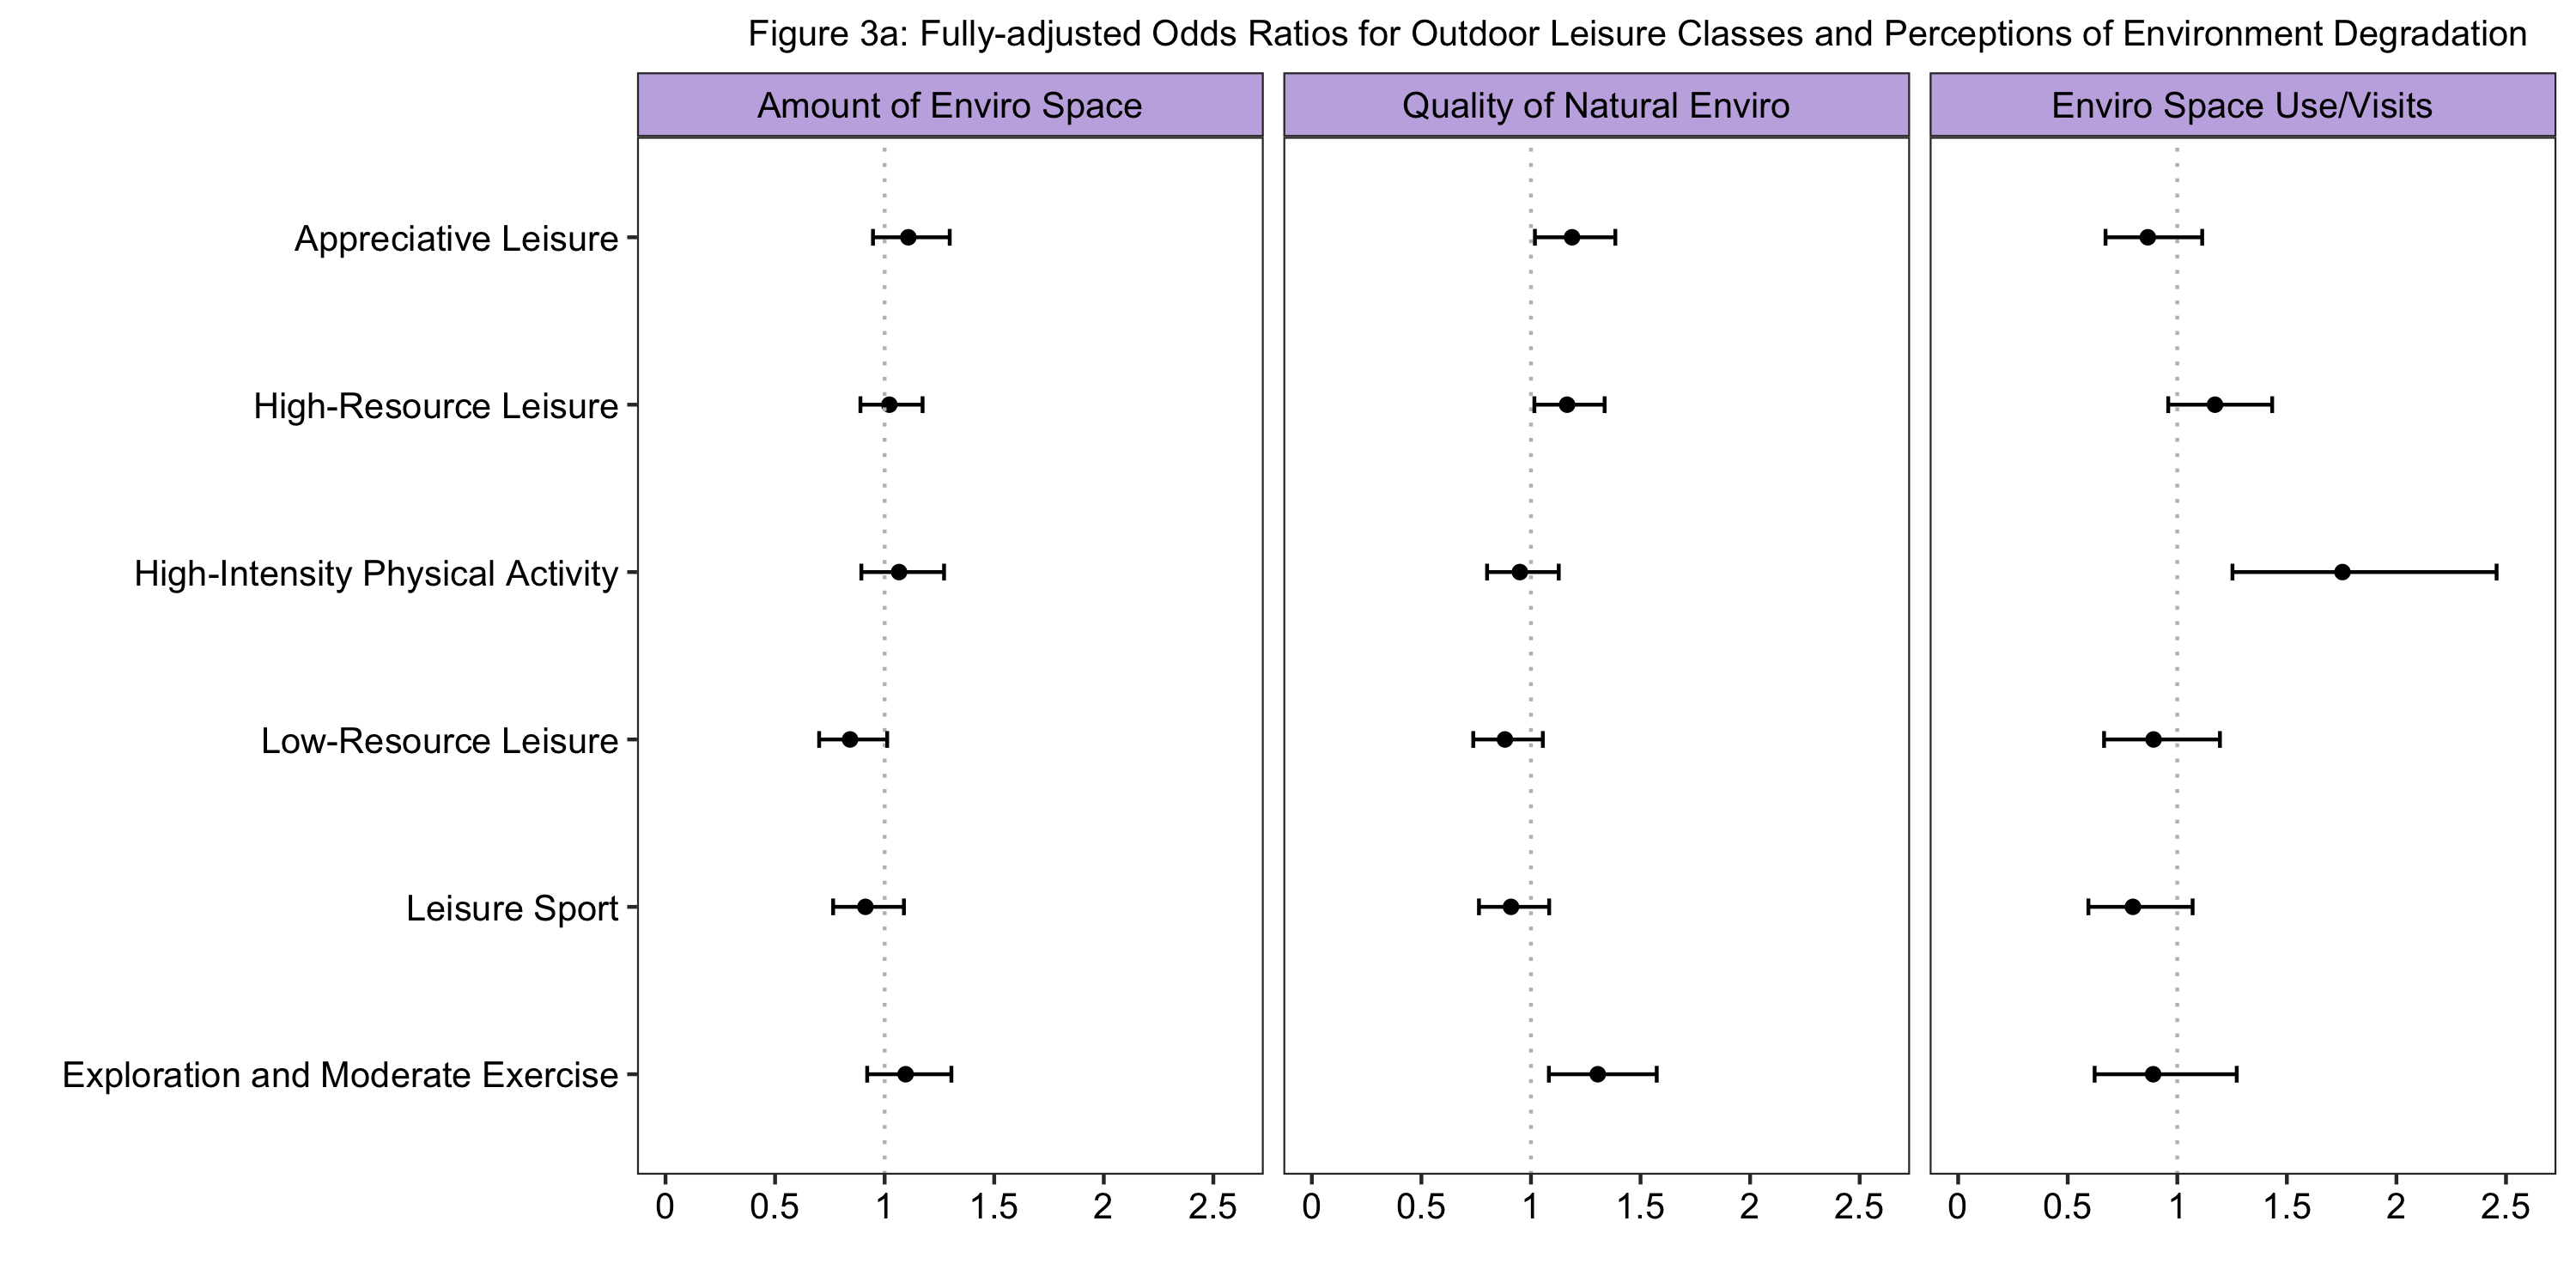 Figure 3a: Fully-adjusted Odds Ratios for Outdoor Leisure Classes and Perceptions of Environment Degradation
Amount of Enviro Space
Quality of Natural Enviro
Enviro Space Use/Visits
Appreciative Leisure
High-Resource Leisure
High-Intensity Physical Activity
Low-Resource Leisure
Leisure Sport
Exploration and Moderate Exercise
0 0.5 1 1.5 2 2.5
0 0.5 1 1.5 2 2.5
0 0.5 1 1.5 2 2.5